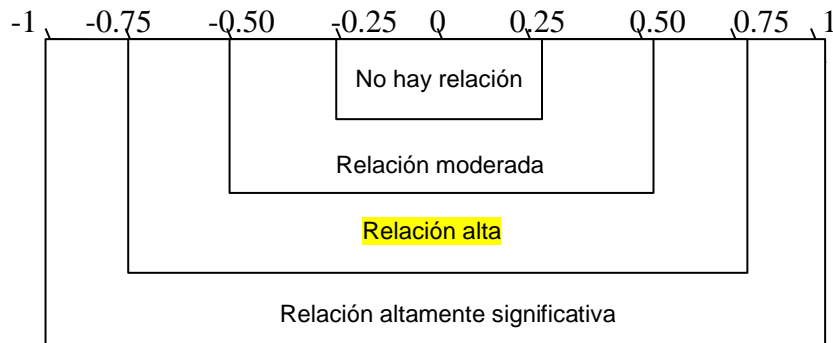 -1 -0.75 -0.50 -0.25 0 0.25 0.50 0.75 1
No hay relación
Relación moderada
Relación alta
Relación altamente significativa